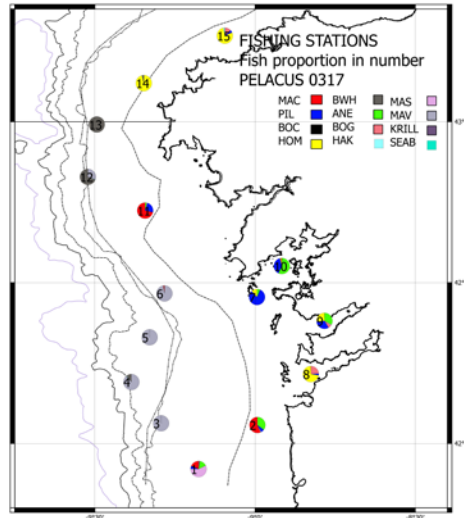 15
FISHING STATIONS
Fish proportion in number
PELACUS 0317
MAC BWH MAS
PIL ANE MAV
BOC BOG KRILL
HOM HAK SEAB
14
13
12
11
10
6
9
5
8
4
3
2
1